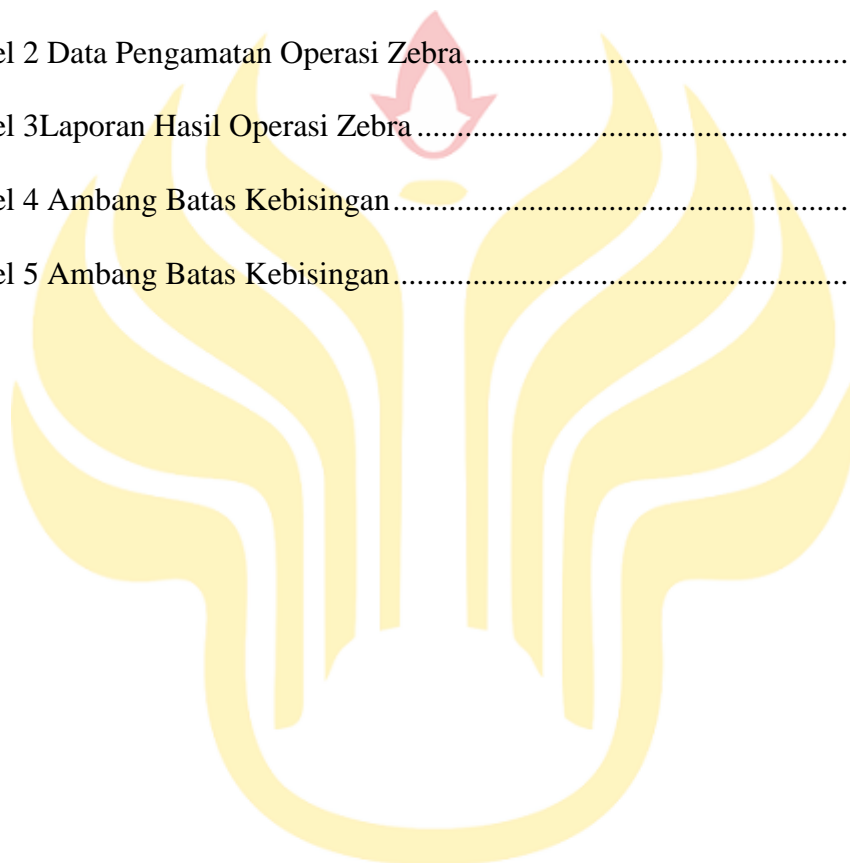 el 2 Data Pengamatan Operasi Zebra...............................................
el 3Laporan Hasil Operasi Zebra.....................................................
el 4 Ambang Batas Kebisingan........................................................
el 5 Ambang Batas Kebisingan........................................................